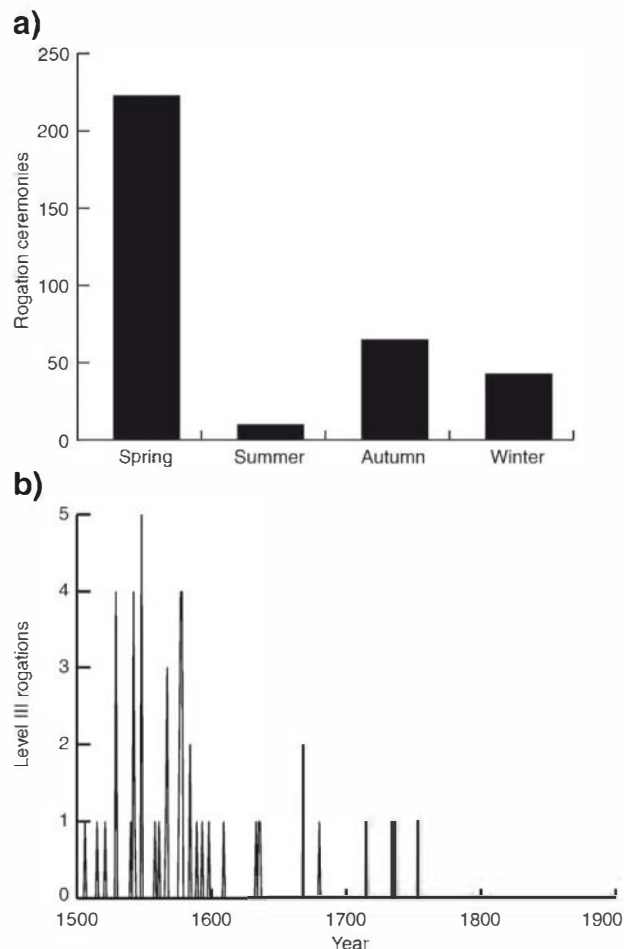 a)
250
200
150
100
50
0
Rogation ceremonies
Spring Summer Autumn Winter
b)
5
4
3
2
1
0
Level III rogations
1500 1600 1700 1800 1900
Year